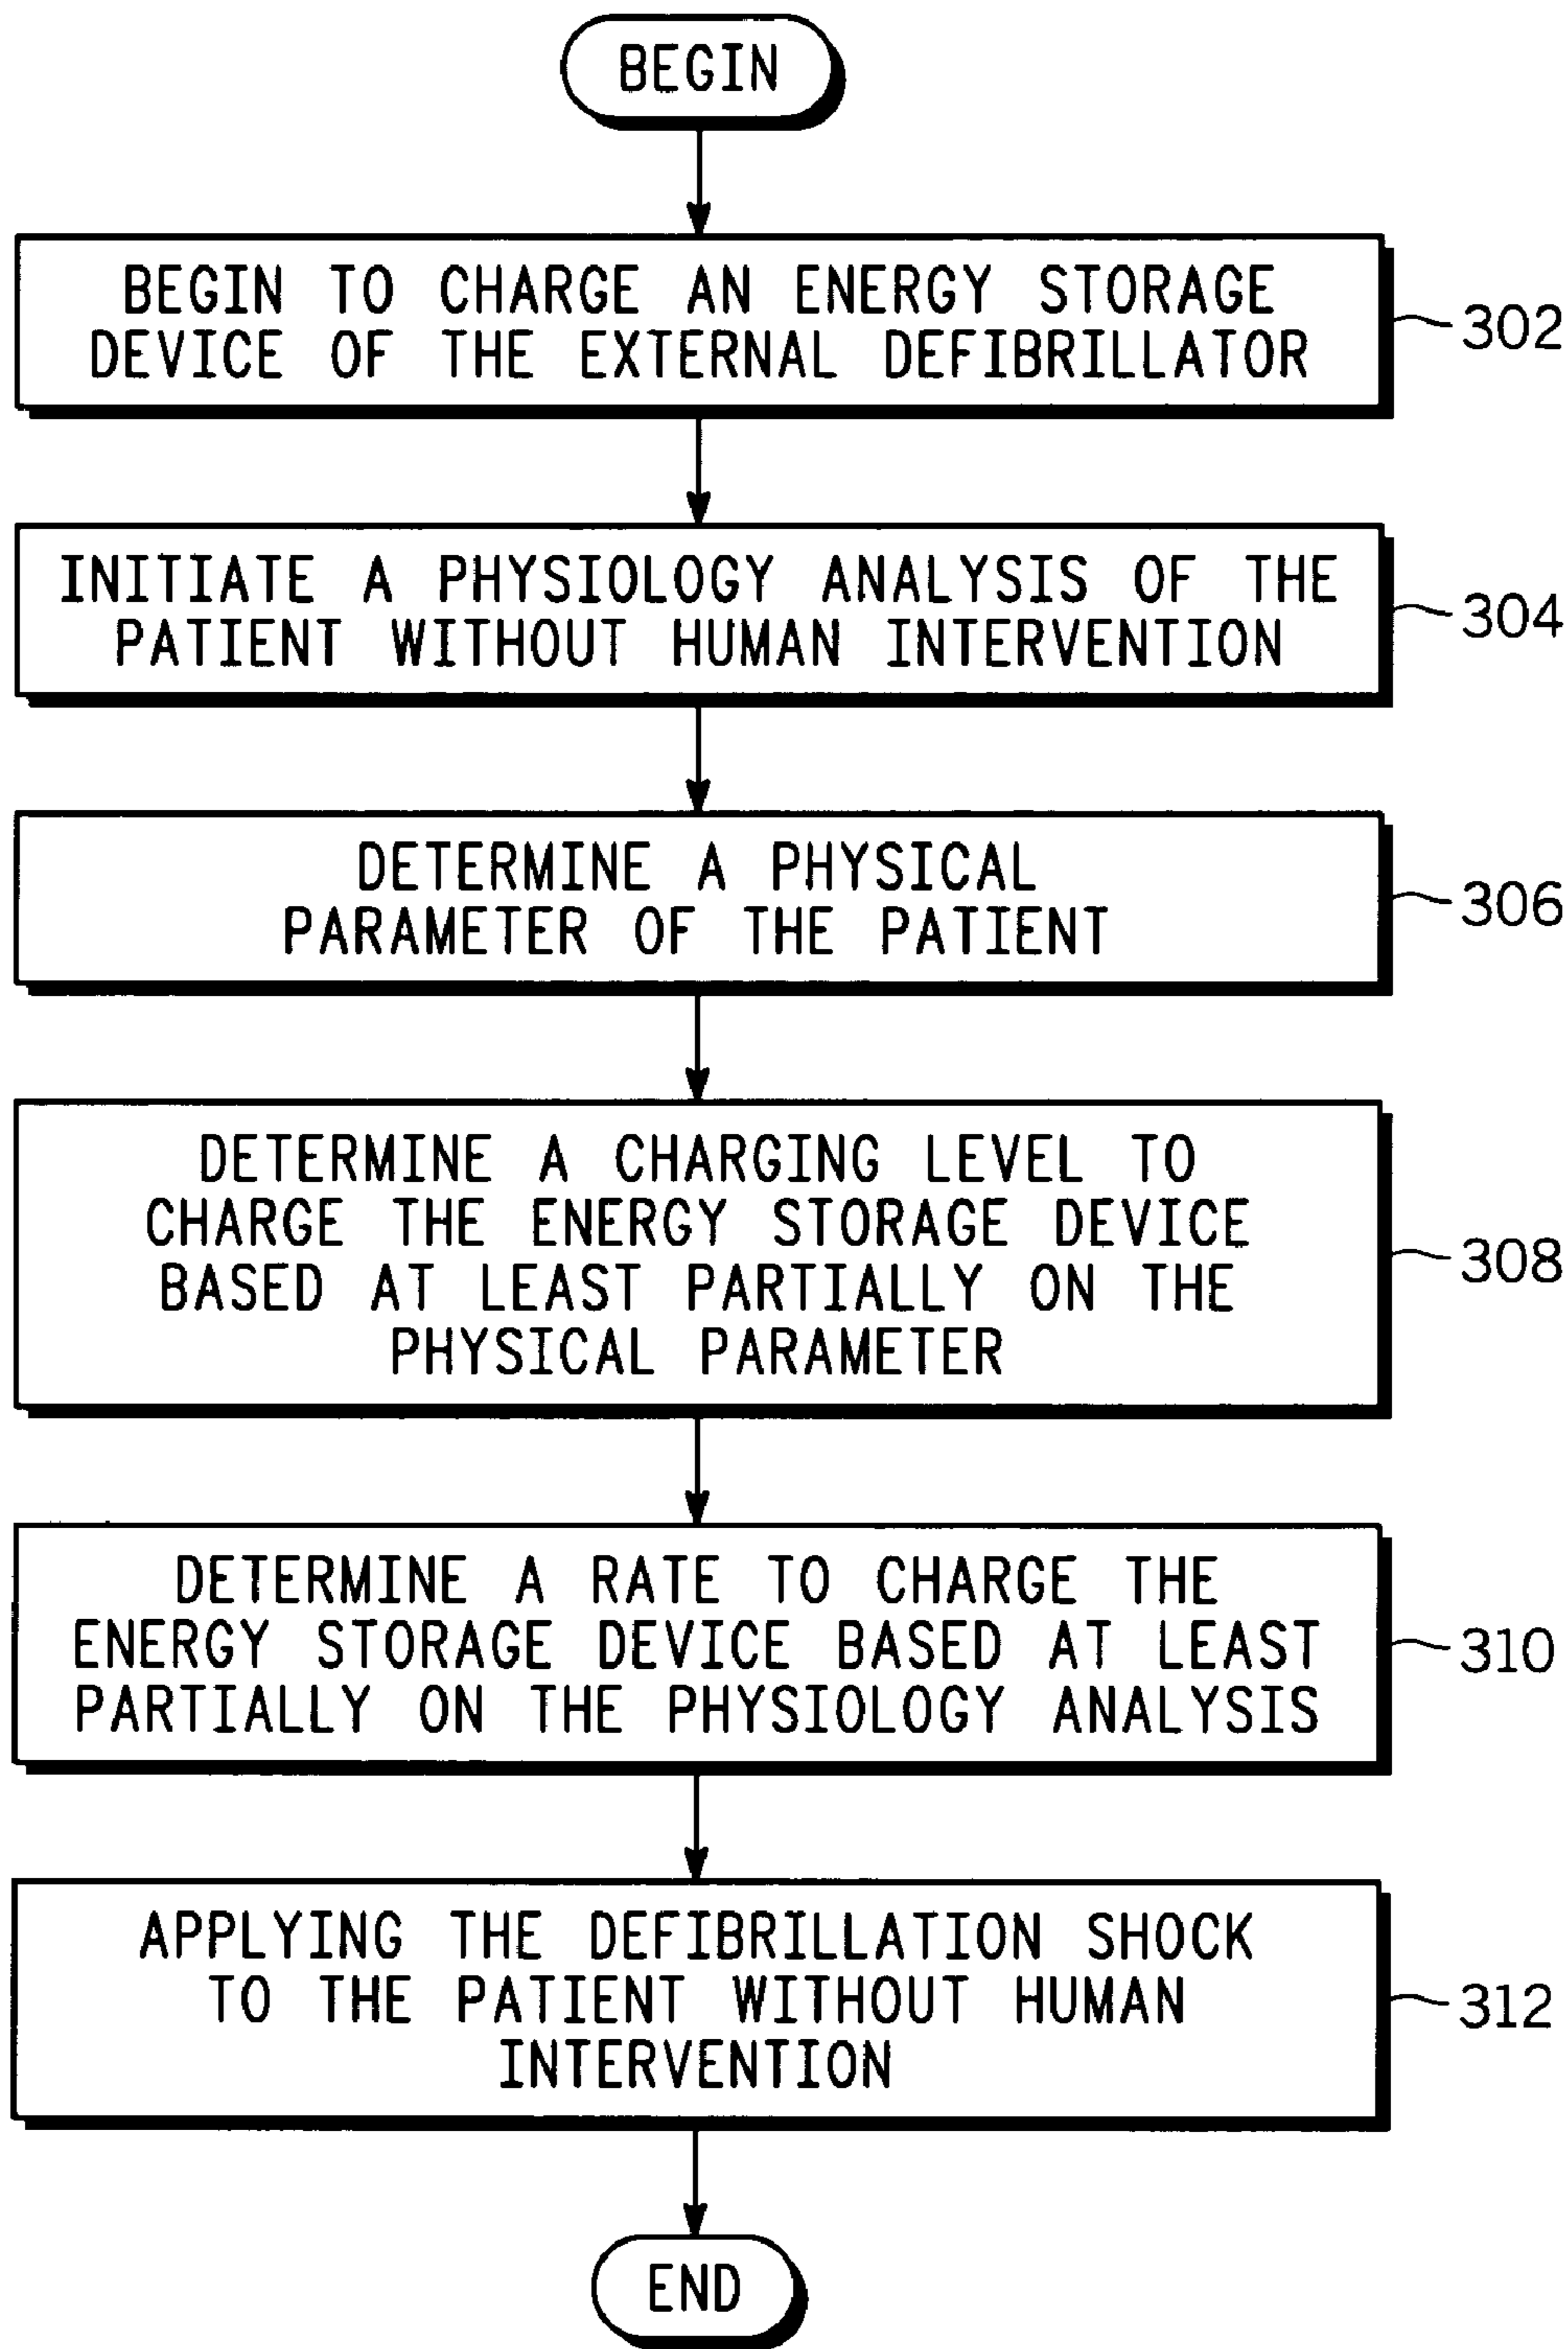 BEGIN
BEGIN TO CHARGE AN ENERGY STORAGE
DEVICE OF THE EXTERNAL DEFIBRILLATOR
302
INITIATE A PHYSIOLOGY ANALYSIS OF THE
PATIENT WITHOUT HUMAN INTERVENTION
304
DETERMINE A PHYSICAL
PARAMETER OF THE PATIENT
306
DETERMINE A CHARGING LEVEL TO
CHARGE THE ENERGY STORAGE DEVICE
BASED AT LEAST PARTIALLY ON THE
PHYSICAL PARAMETER
308
DETERMINE A RATE TO CHARGE THE
ENERGY STORAGE DEVICE BASED AT LEAST
PARTIALLY ON THE PHYSIOLOGY ANALYSIS
310
APPLYING THE DEFIBRILLATION SHOCK
TO THE PATIENT WITHOUT HUMAN
INTERVENTION
312
END